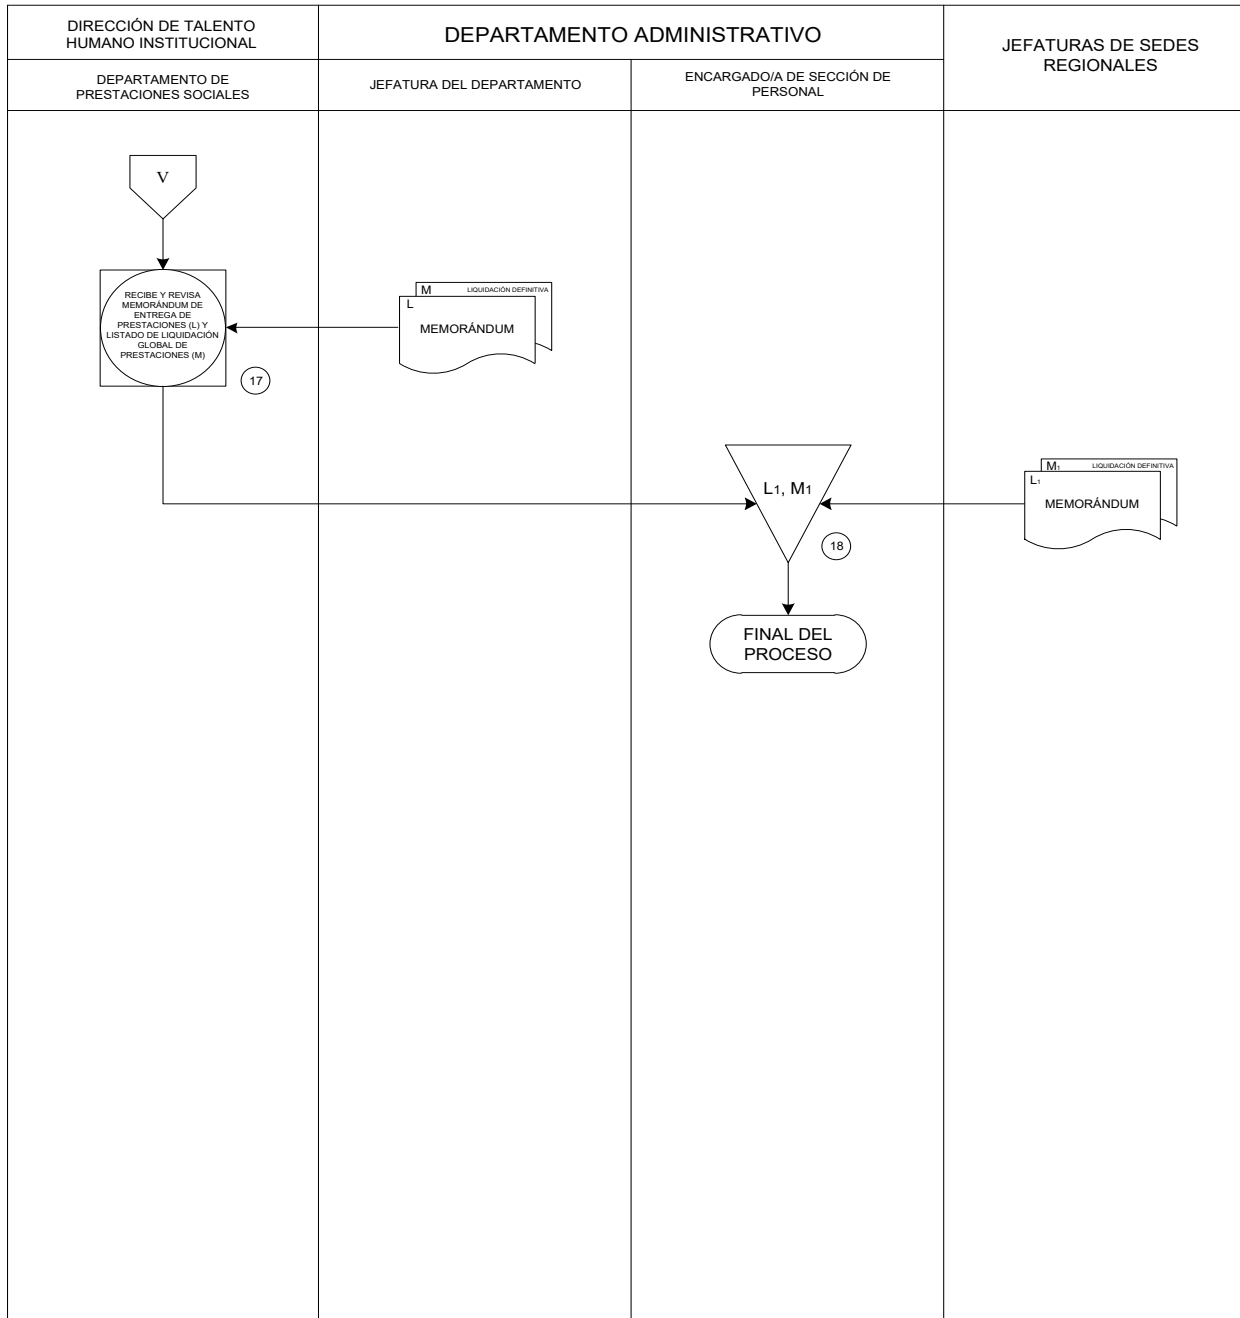 DIRECCIÓN DE TALENTO
HUMANO INSTITUCIONAL
DEPARTAMENTO ADMINISTRATIVO
JEFATURAS DE SEDES
REGIONALES
DEPARTAMENTO DE
PRESTACIONES SOCIALES
JEFATURA DEL DEPARTAMENTO
ENCARGADO/A DE SECCIÓN DE
PERSONAL
V
RECIBE Y REVISA
MEMORÁNDUM DE
ENTREGA DE
PRESTACIONES (L) Y
LISTADO DE LIQUIDACIÓN
GLOBAL DE
PRESTACIONES (M)
17
M LIQUIDACIÓN DEFINITIVA
L
MEMORÁNDUM
L1, M1
18
M1 LIQUIDACIÓN DEFINITIVA
L1
MEMORÁNDUM
FINAL DEL
PROCESO